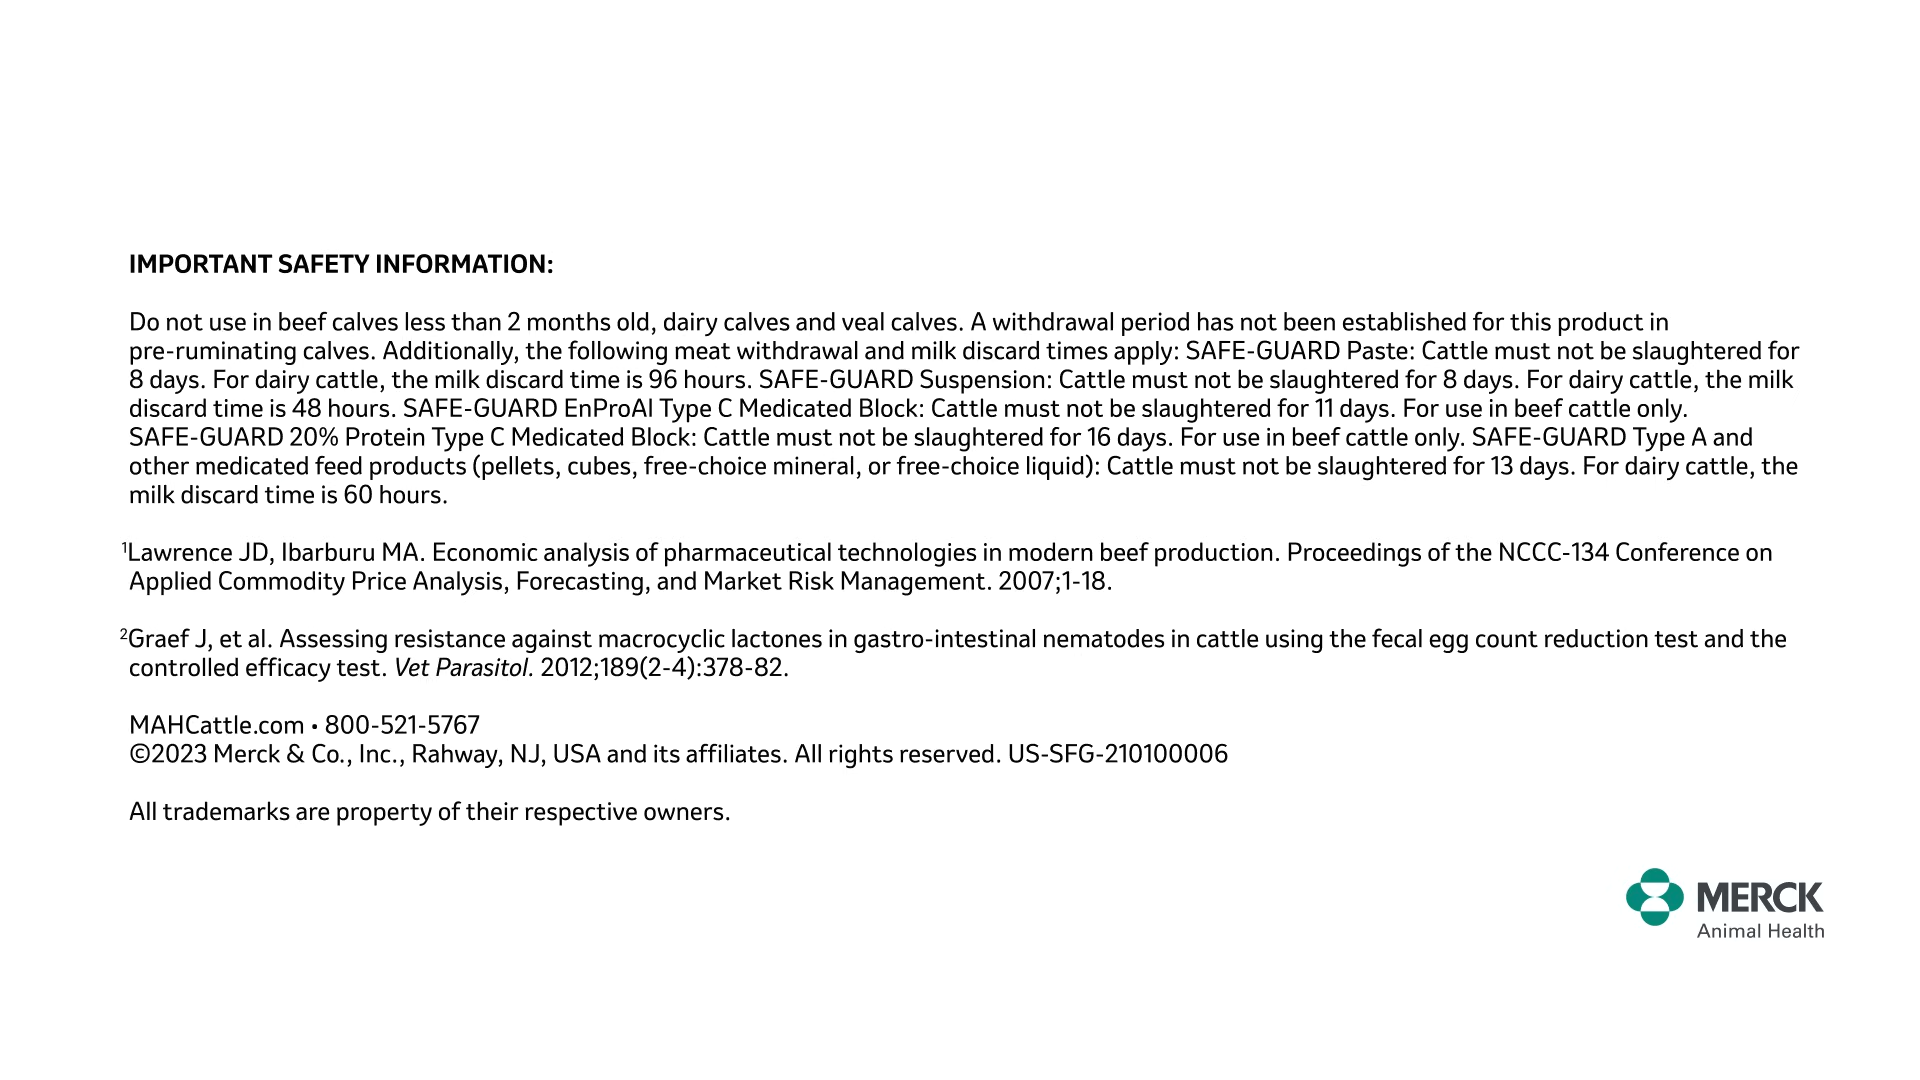 IMPORTANT SAFETY INFORMATION:
Do not use in beef calves less than 2 months old, dairy calves and veal calves. A withdrawal period has not been established for this product in
pre-ruminating calves. Additionally, the following meat withdrawal and milk discard times apply: SAFE-GUARD Paste: Cattle must not be slaughtered for
8 days. For dairy cattle, the milk discard time is 96 hours. SAFE-GUARD Suspension: Cattle must not be slaughtered for 8 days. For dairy cattle, the milk
discard time is 48 hours. SAFE-GUARD EnProAl Type C Medicated Block: Cattle must not be slaughtered for 11 days. For use in beef cattle only.
SAFE-GUARD 20% Protein Type C Medicated Block: Cattle must not be slaughtered for 16 days. For use in beef cattle only. SAFE-GUARD Type A and
other medicated feed products (pellets, cubes, free-choice mineral, or free-choice liquid): Cattle must not be slaughtered for 13 days. For dairy cattle, the
milk discard time is 60 hours.
¹Lawrence JD, Ibarburu MA. Economic analysis of pharmaceutical technologies in modern beef production. Proceedings of the NCCC-134 Conference on
Applied Commodity Price Analysis, Forecasting, and Market Risk Management. 2007;1-18.
²Graef J, et al. Assessing resistance against macrocyclic lactones in gastro-intestinal nematodes in cattle using the fecal egg count reduction test and the
controlled efficacy test. Vet Parasitol. 2012;189(2-4):378-82.
MAHCattle.com • 800-521-5767
©2023 Merck & Co., Inc., Rahway, NJ, USA and its affiliates. All rights reserved. US-SFG-210100006
All trademarks are property of their respective owners.
MERCK
Animal Health